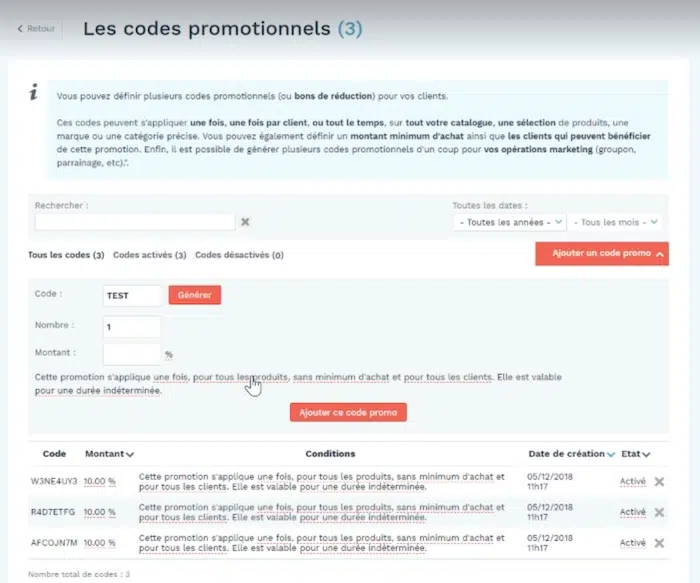 Retour
Les codes promotionnels (3)
i
Vous pouvez définir plusieurs codes promotionnels (ou bons de réduction) pour vos clients.
Ces codes peuvent s'appliquer une fois, une fois par client, ou tout le temps, sur tout votre catalogue, une sélection de produits, une
marque ou une catégorie précise. Vous pouvez également définir un montant minimum d'achat ainsi que les clients qui peuvent bénéficier
de cette promotion. Enfin, il est possible de générer plusieurs codes promotionnels d'un coup pour vos opérations marketing (groupon,
parrainage, etc).".
Rechercher :
Toutes les dates :
- Toutes les années -
- Tous les mois -
Tous les codes (3) Codes activés (3) Codes désactivés (0)
Ajouter un code promo
Code :
TEST
Générer
Nombre :
1
Montant :
%
Cette promotion s'applique une fois, pour tous les produits, sans minimum d'achat et pour tous les clients. Elle est valable
pour une durée indéterminée.
Ajouter ce code promo
Code Montant Conditions Date de création Etat
W3NE4UY3 10.00 % Cette promotion s'applique une fois, pour tous les produits, sans minimum d'achat et 05/12/2018 Activé
pour tous les clients. Elle est valable pour une durée indéterminée. 11h17
R4D7ETFG 10.00 % Cette promotion s'applique une fois, pour tous les produits, sans minimum d'achat et 05/12/2018 Activé
pour tous les clients. Elle est valable pour une durée indéterminée. 11h17
AFCOJN7M 10.00 % Cette promotion s'applique une fois, pour tous les produits, sans minimum d'achat et 05/12/2018 Activé
pour tous les clients. Elle est valable pour une durée indéterminée. 11h17
Nombre total de codes : 3